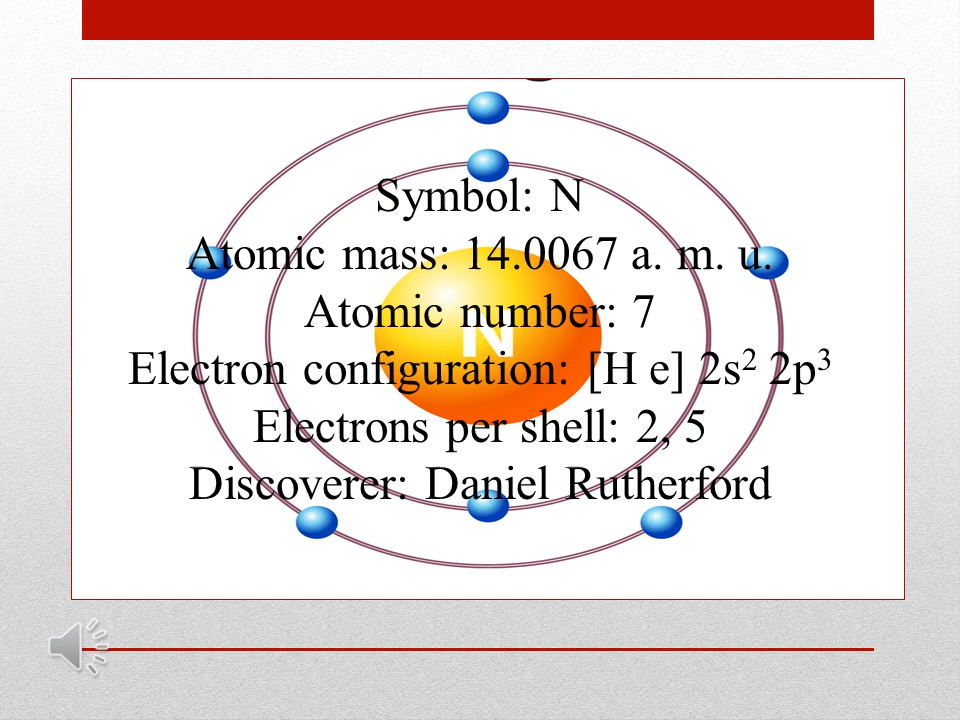 Symbol: N
Atomic mass: 14.0067 a. m. u.
Atomic number: 7
N
Electron configuration: [H e] 2s² 2p³
Electrons per shell: 2, 5
Discoverer: Daniel Rutherford